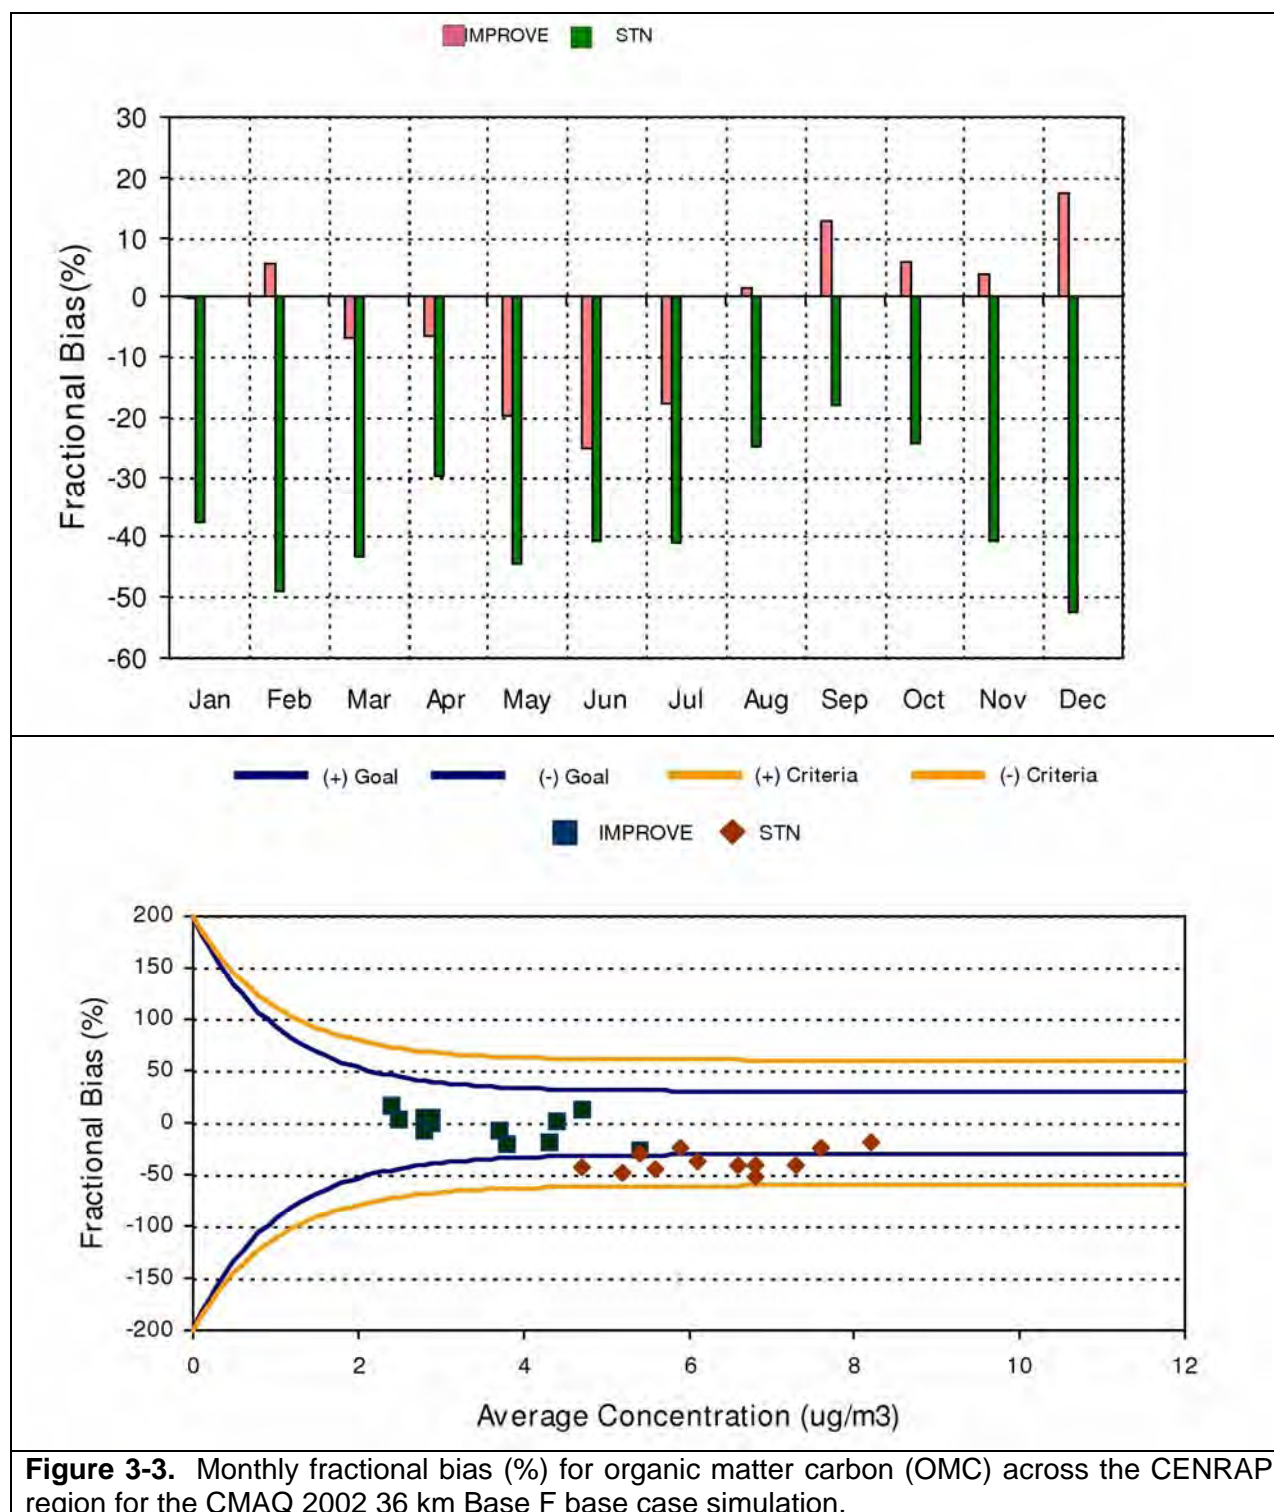 IMPROVE STN
30
20
10
0
-10
-20
-30
-40
-50
-60
Fractional Bias(%)
Jan Feb Mar Apr May Jun Jul Aug Sep Oct Nov Dec
(+) Goal (-) Goal (+) Criteria (-) Criteria
IMPROVE STN
200
150
100
50
0
-50
-100
-150
-200
Fractional Bias (%)
0 2 4 6 8 10 12
Average Concentration (ug/m3)
Figure 3-3. Monthly fractional bias (%) for organic matter carbon (OMC) across the CENRAP
region for the CMAQ 2002 36 km Base F base case simulation.